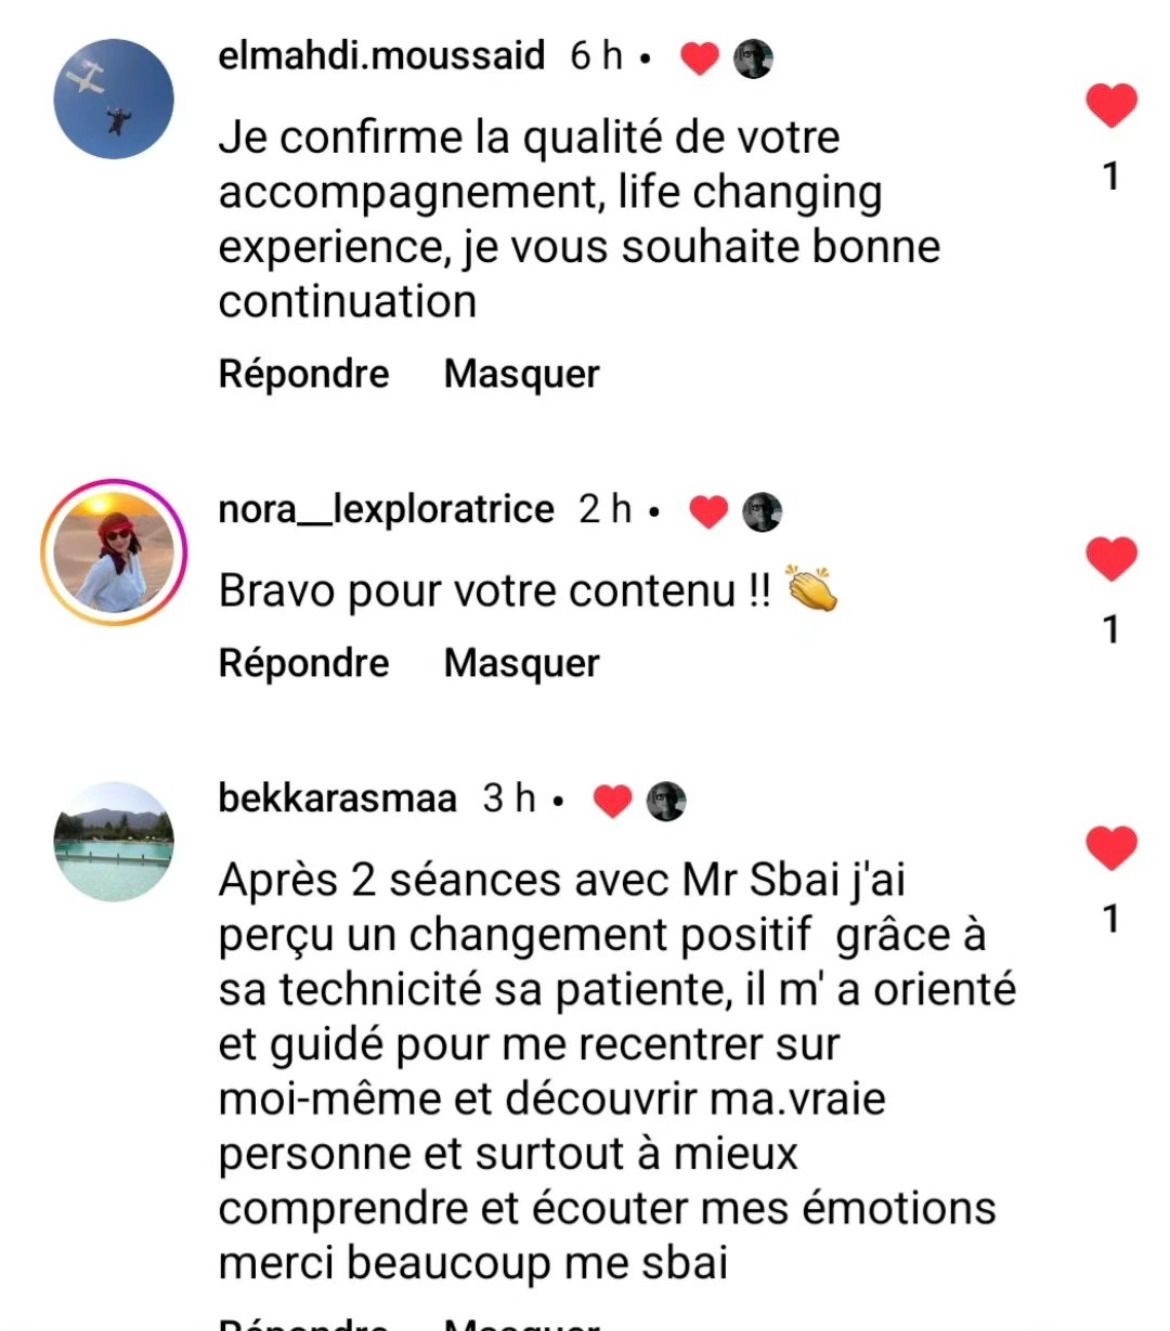 elmahdi.moussaid 6 h •
Je confirme la qualité de votre
accompagnement, life changing
experience, je vous souhaite bonne
continuation
1
Répondre Masquer
nora__lexploratrice 2 h •
Bravo pour votre contenu !! 👏
1
Répondre Masquer
bekkarasmaa 3 h •
Après 2 séances avec Mr Sbai j'ai
perçu un changement positif  grâce à
sa technicité sa patiente, il m' a orienté
et guidé pour me recentrer sur
moi-même et découvrir ma.vraie
personne et surtout à mieux
comprendre et écouter mes émotions
merci beaucoup me sbai
1
Répondre Masquer